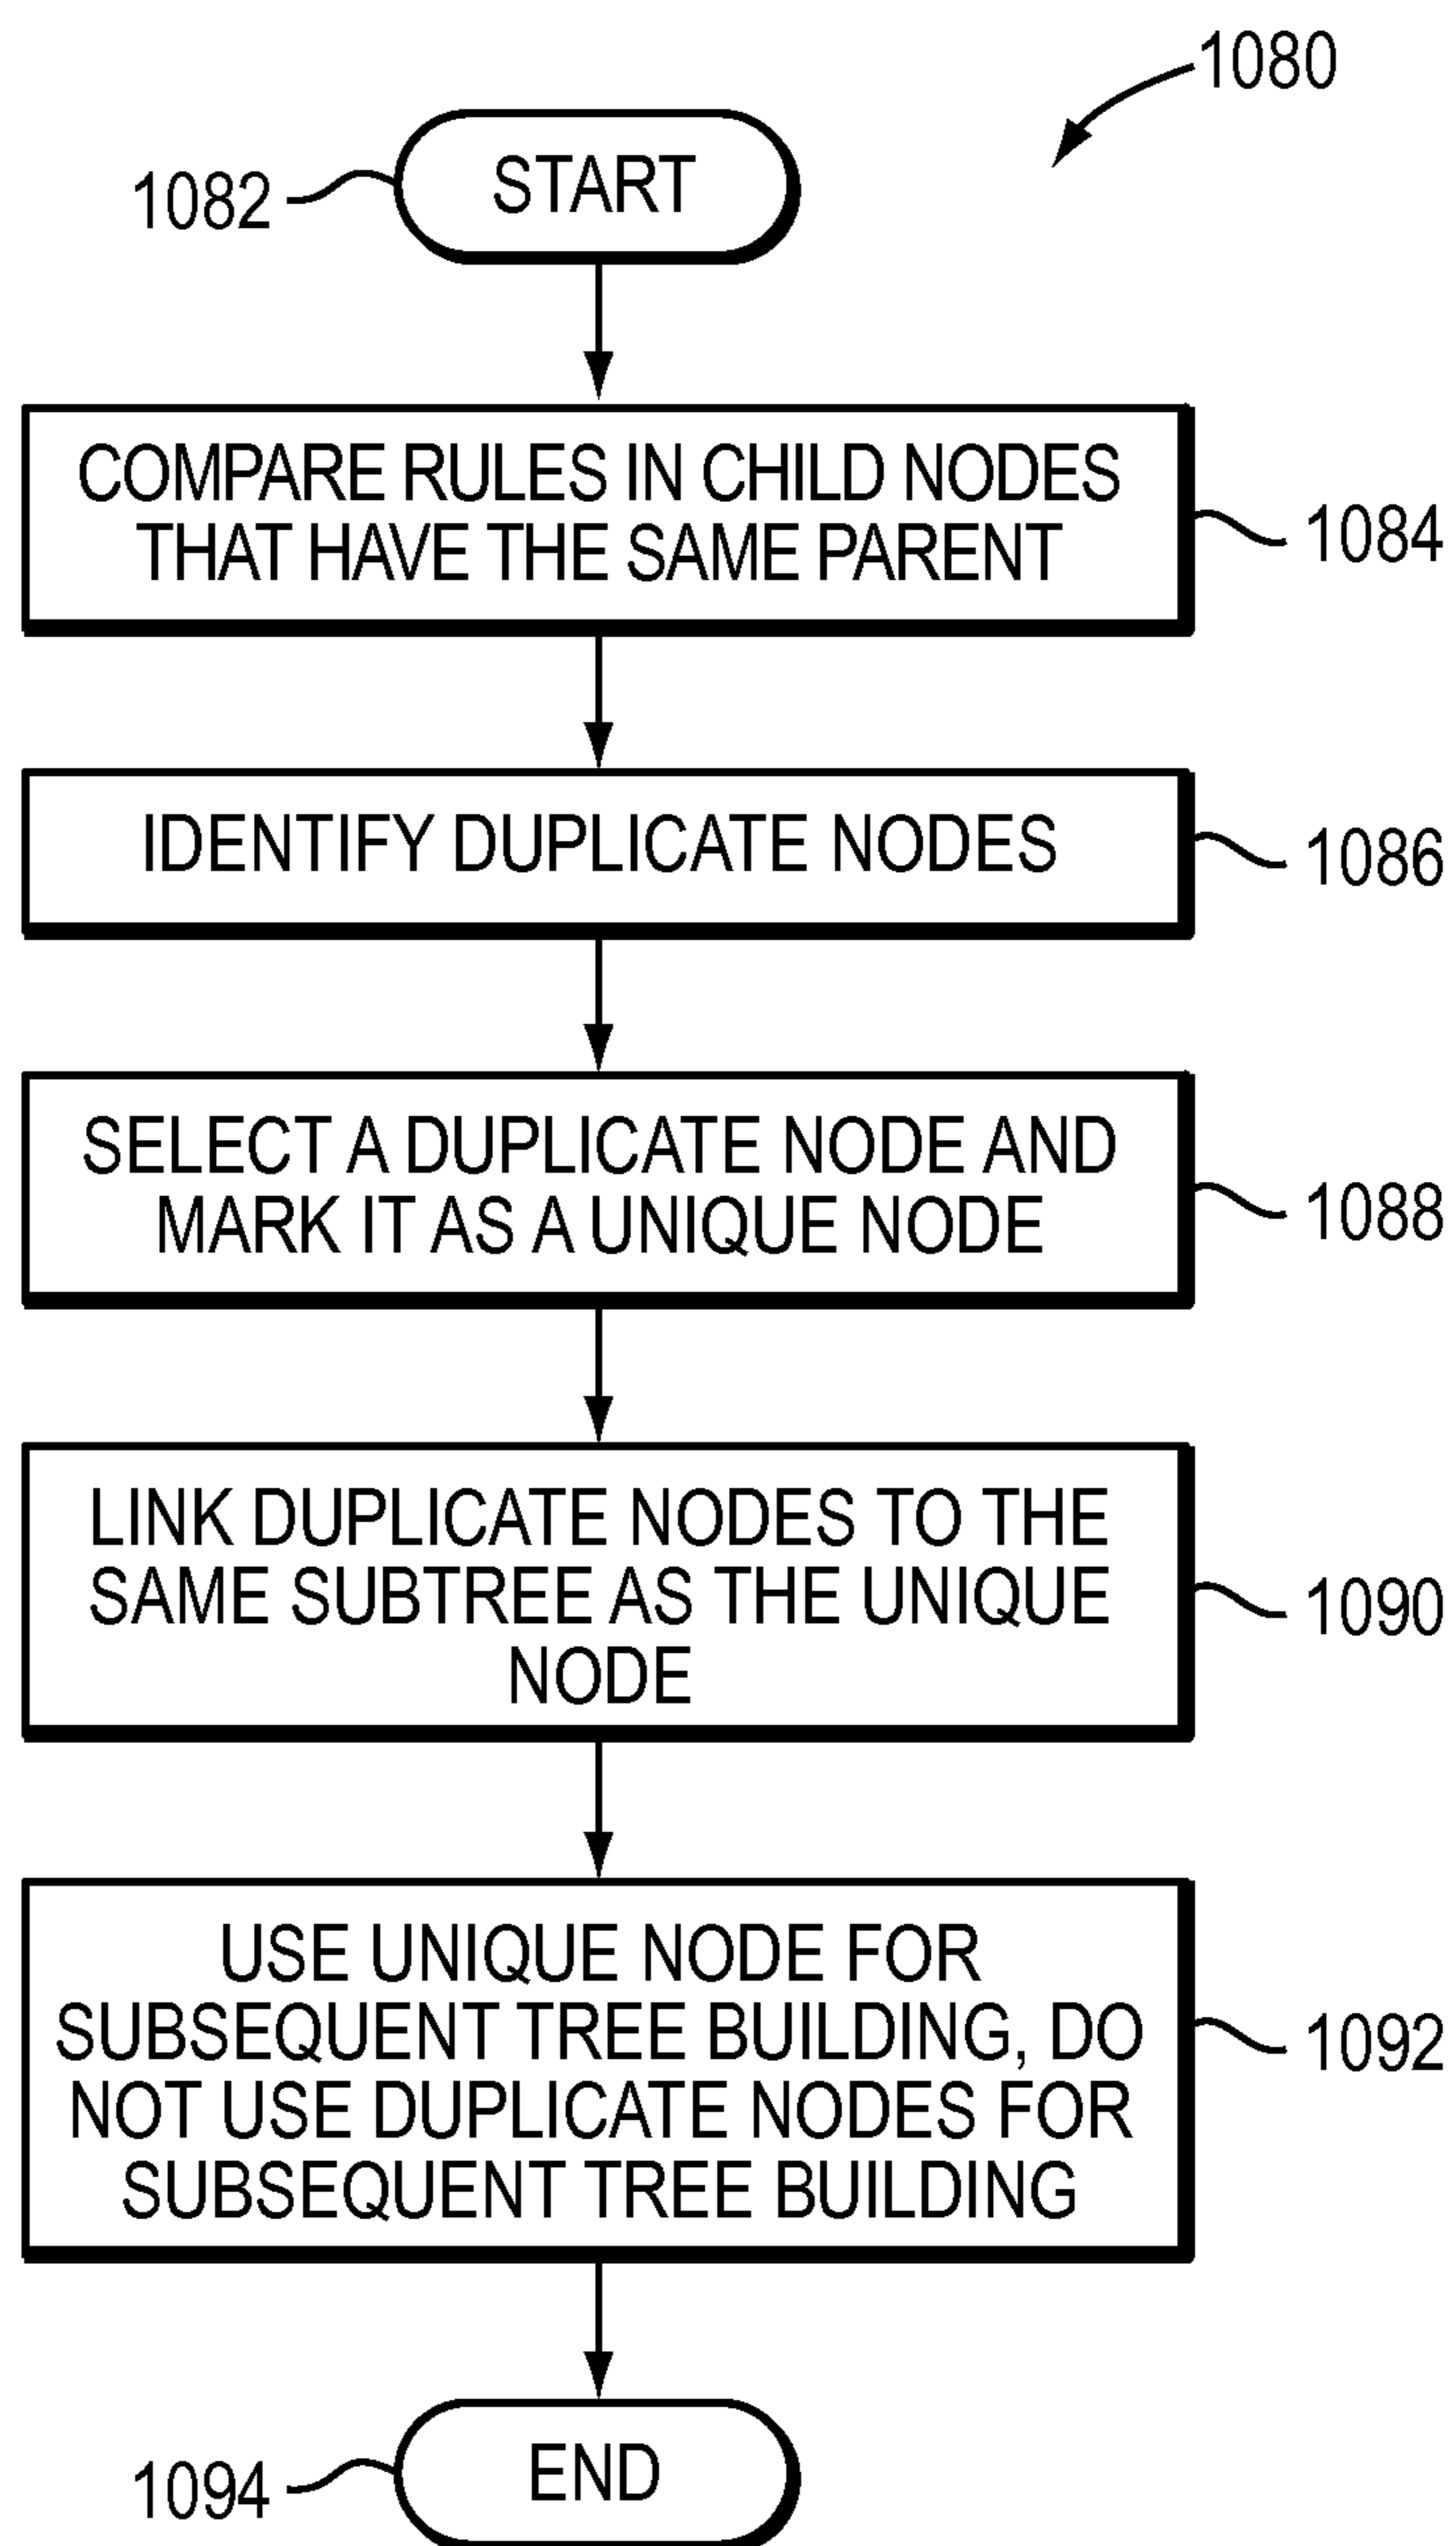 1080
START
1082
COMPARE RULES IN CHILD NODES
THAT HAVE THE SAME PARENT
1084
IDENTIFY DUPLICATE NODES
1086
SELECT A DUPLICATE NODE AND
MARK IT AS A UNIQUE NODE
1088
LINK DUPLICATE NODES TO THE
SAME SUBTREE AS THE UNIQUE
NODE
1090
USE UNIQUE NODE FOR
SUBSEQUENT TREE BUILDING, DO
NOT USE DUPLICATE NODES FOR
SUBSEQUENT TREE BUILDING
1092
END
1094